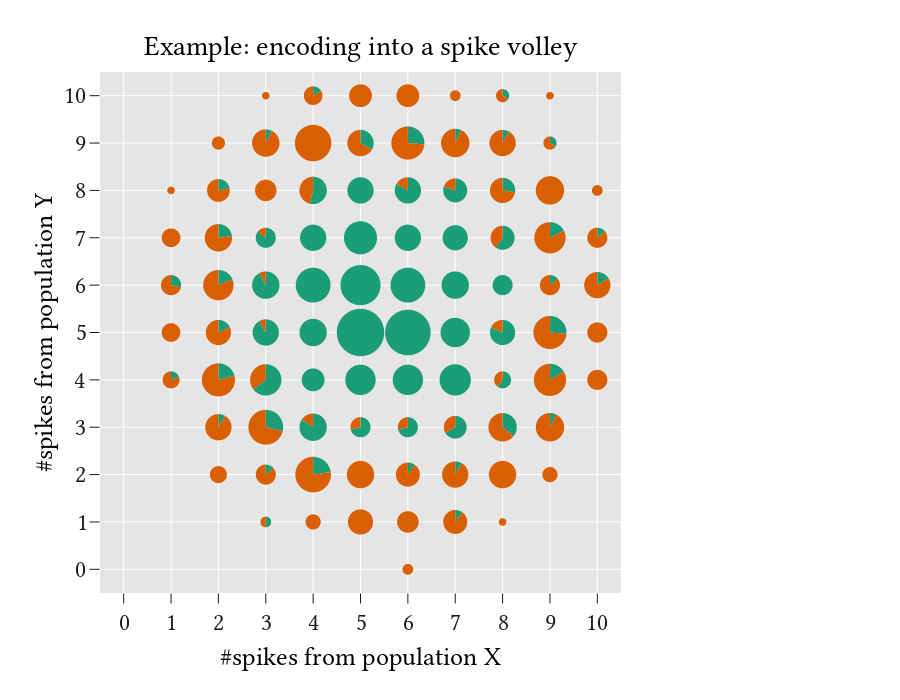 Example: encoding into a spike volley
#spikes from population Y
10
9
8
7
6
5
4
3
2
1
0
0 1 2 3 4 5 6 7 8 9 10
#spikes from population X